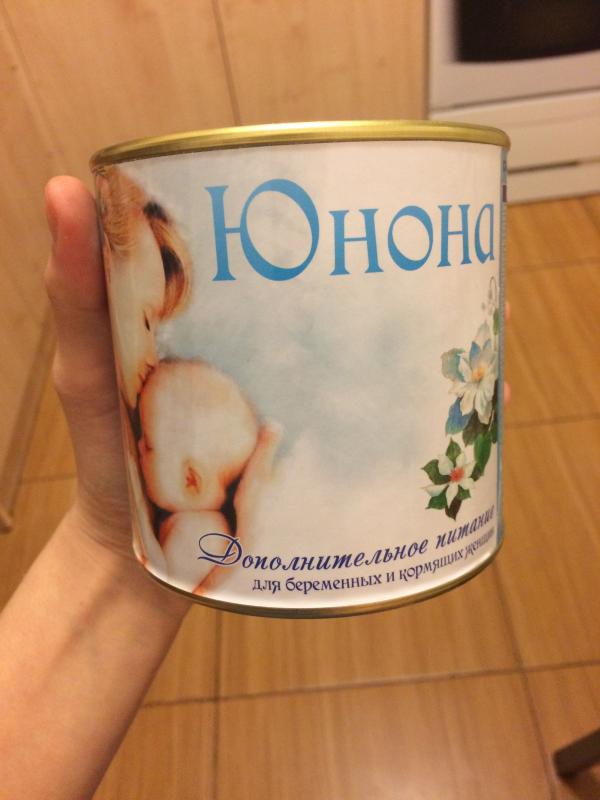 Юнона
Дополнительное питание
для беременных и кормящих женщин